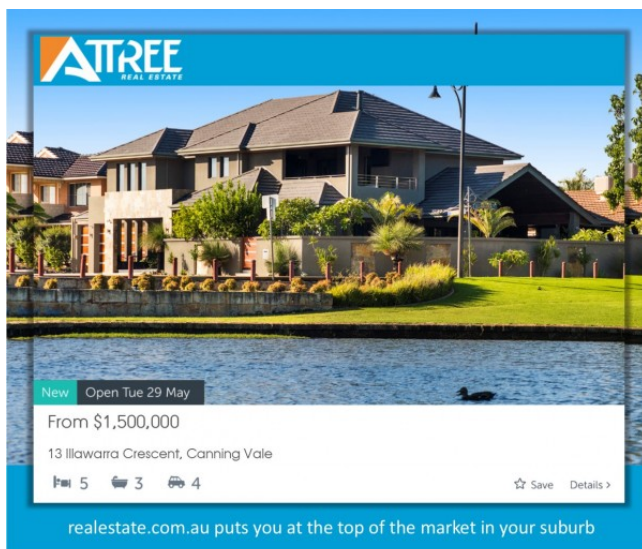 ATTREE
REAL ESTATE
New Open Tue 29 May
From $1,500,000
13 Illawarra Crescent, Canning Vale
5 3 4 Save Details >
realestate.com.au puts you at the top of the market in your suburb